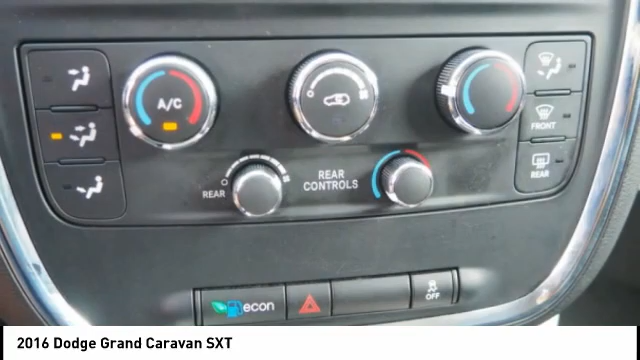 A/C
FRONT
REAR
REAR
REAR
CONTROLS
econ
OFF
2016 Dodge Grand Caravan SXT